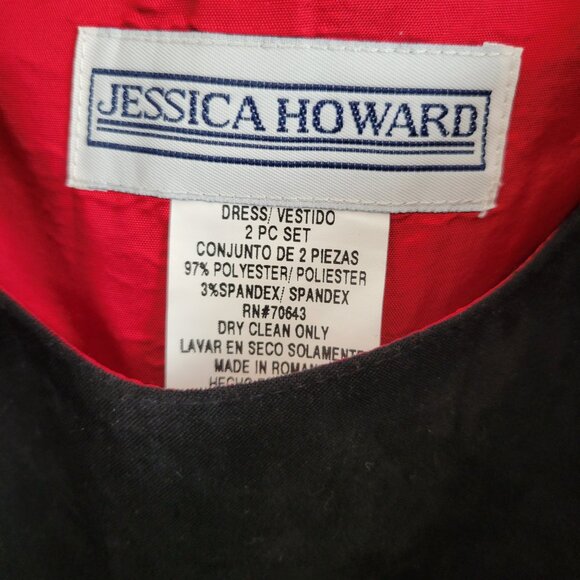 JESSICA HOWARD
DRESS/ VESTIDO
2 PC SET
CONJUNTO DE 2 PIEZAS
97% POLYESTER/ POLIESTER
3%SPANDEX/ SPANDEX
RN#70643
DRY CLEAN ONLY
LAVAR EN SECO SOLAMENTE
MADE IN